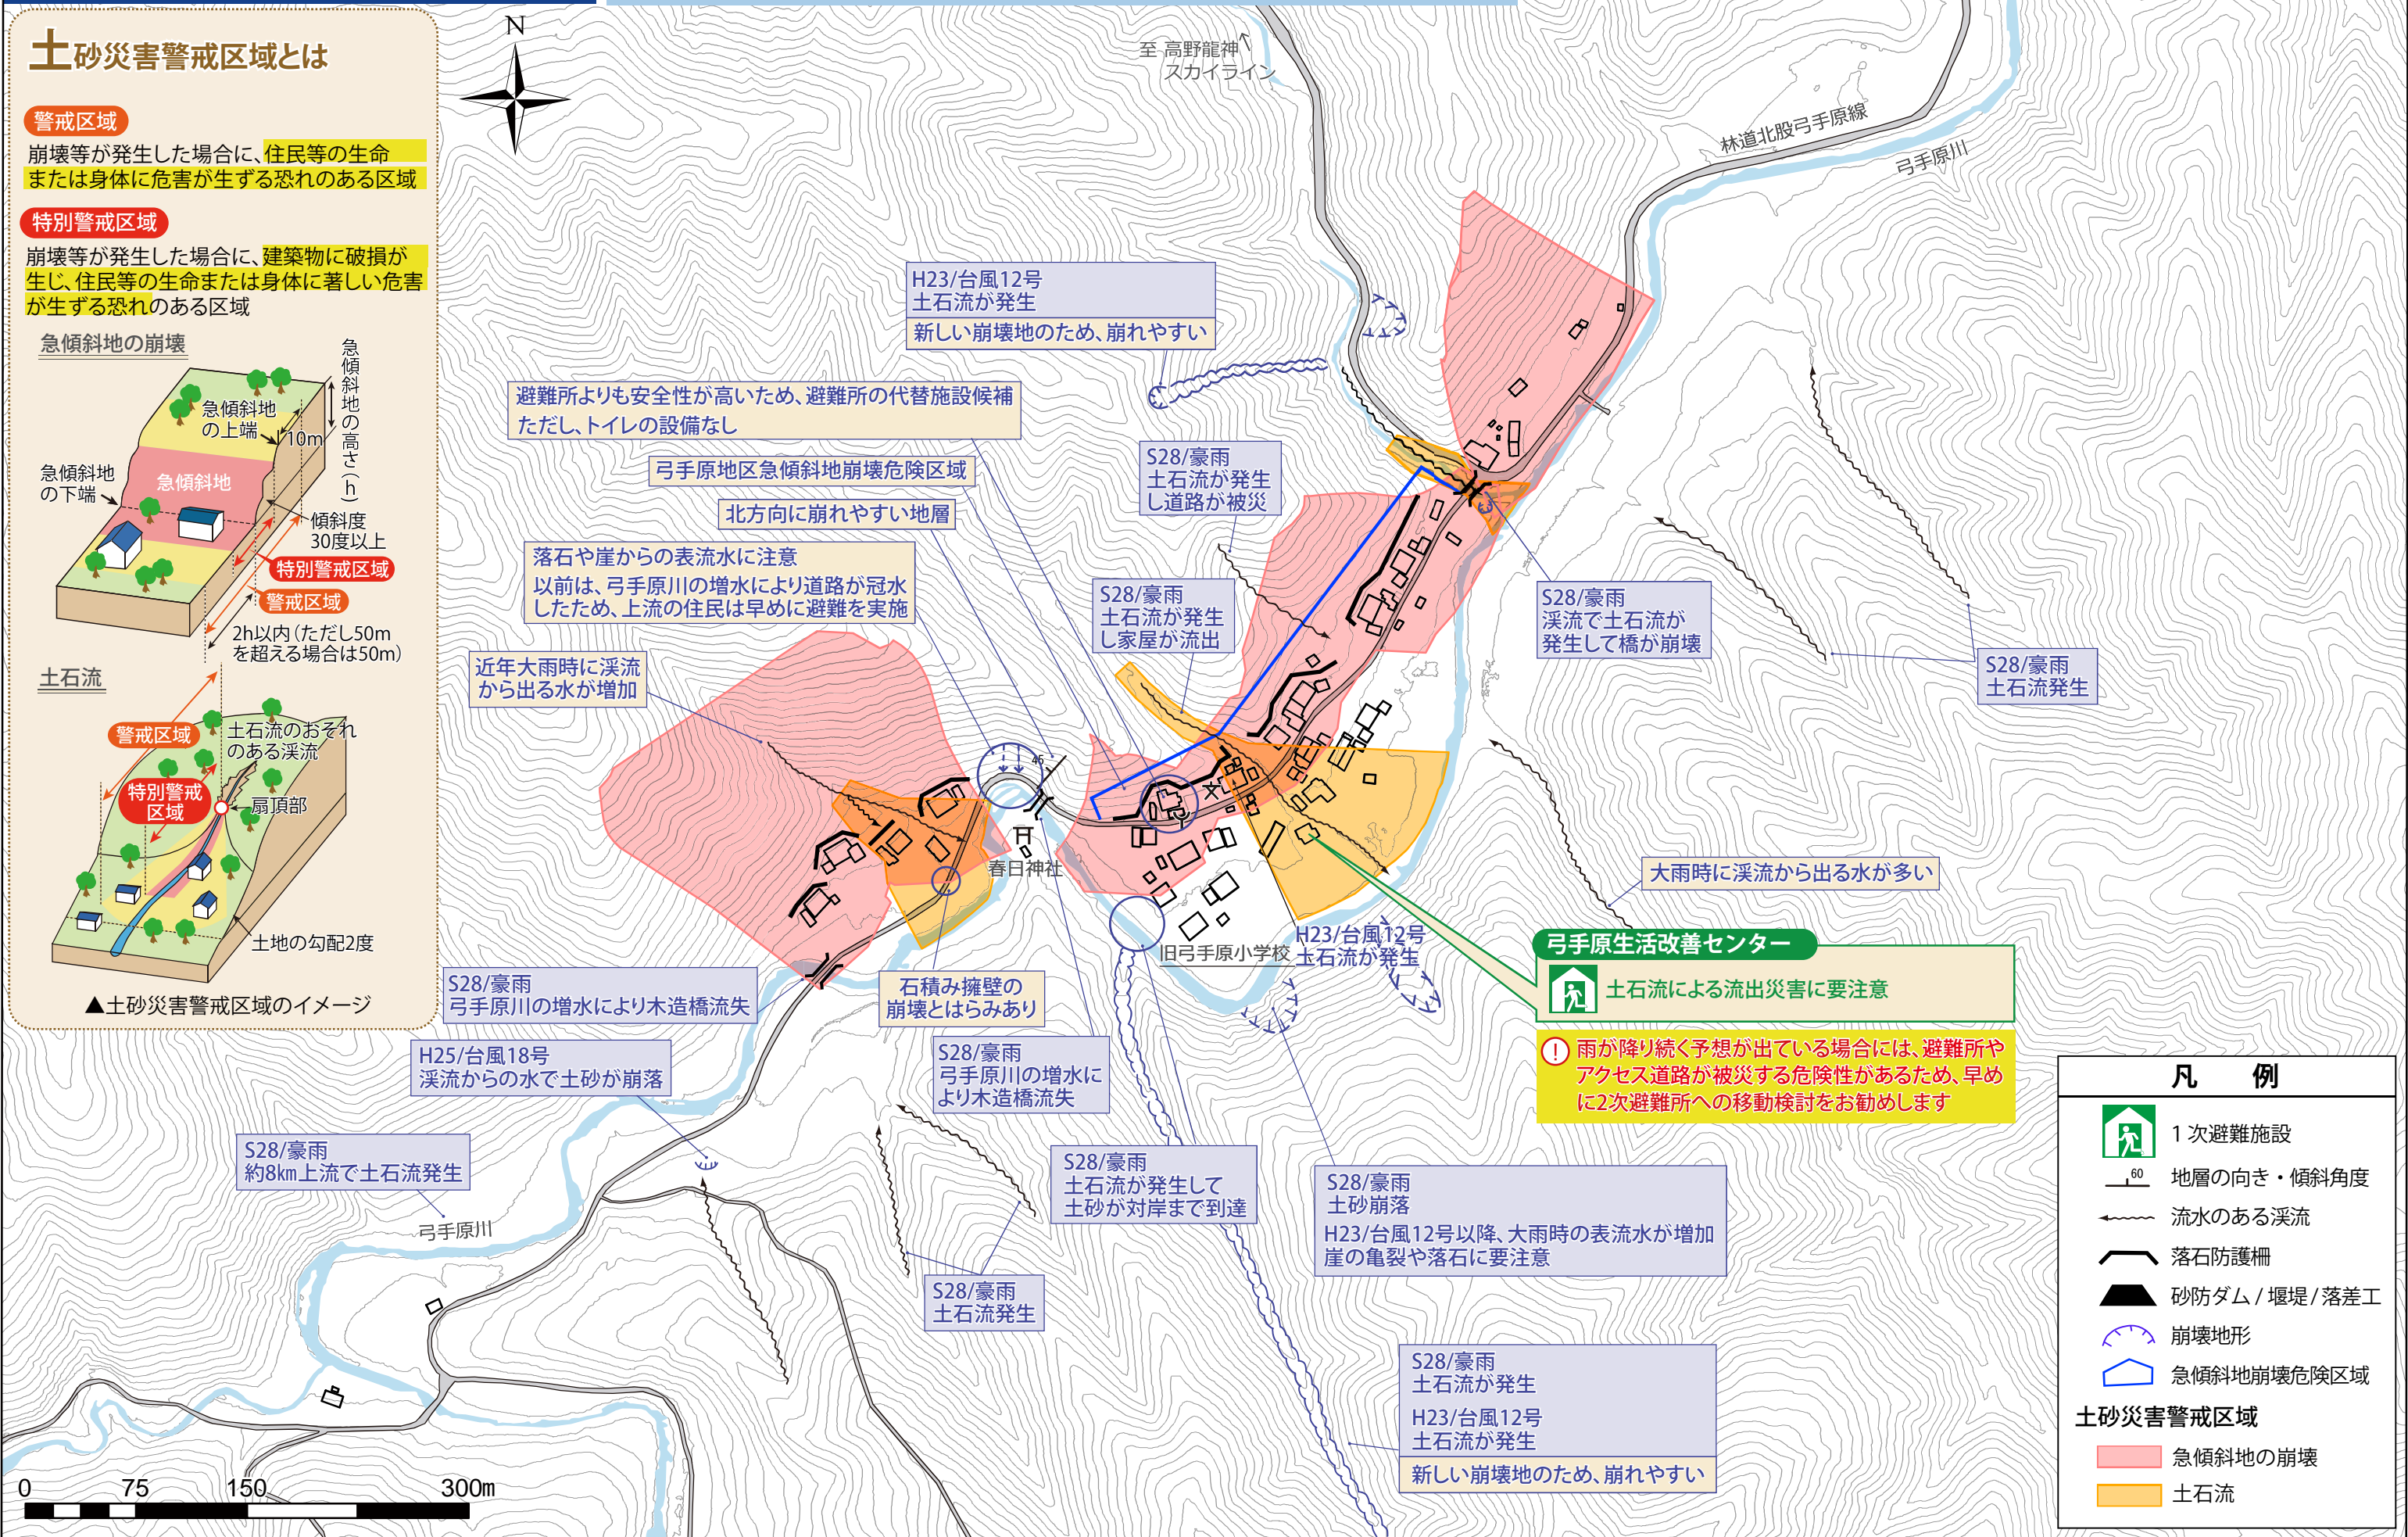 土砂災害警戒区域とは
警戒区域
崩壊等が発生した場合に、住民等の生命
または身体に危害が生ずる恐れのある区域
特別警戒区域
崩壊等が発生した場合に、建築物に破損が
生じ、住民等の生命または身体に著しい危害
が生ずる恐れのある区域
急傾斜地の崩壊
急傾斜地の高さ(h)
急傾斜地
の上端
10m
急傾斜地
の下端
急傾斜地
傾斜度
30度以上
特別警戒区域
警戒区域
2h以内(ただし50m
を超える場合は50m)
土石流
警戒区域
土石流のおそれ
のある渓流
特別警戒
区域
扇頂部
土地の勾配2度
▲土砂災害警戒区域のイメージ
N
至 高野龍神
スカイライン
林道北股弓手原線
弓手原川
H23/台風12号
土石流が発生
新しい崩壊地のため、崩れやすい
避難所よりも安全性が高いため、避難所の代替施設候補
ただし、トイレの設備なし
弓手原地区急傾斜地崩壊危険区域
北方向に崩れやすい地層
落石や崖からの表流水に注意
以前は、弓手原川の増水により道路が冠水
したため、上流の住民は早めに避難を実施
近年大雨時に渓流
から出る水が増加
S28/豪雨
土石流が発生
し道路が被災
S28/豪雨
土石流が発生
し家屋が流出
S28/豪雨
渓流で土石流が
発生して橋が崩壊
S28/豪雨
土石流発生
45
春日神社
大雨時に渓流から出る水が多い
旧弓手原小学校
H23/台風12号
土石流が発生
弓手原生活改善センター
土石流による流出災害に要注意
雨が降り続く予想が出ている場合には、避難所や
アクセス道路が被災する危険性があるため、早め
に2次避難所への移動検討をお勧めします
S28/豪雨
弓手原川の増水により木造橋流失
石積み擁壁の
崩壊とはらみあり
H25/台風18号
渓流からの水で土砂が崩落
S28/豪雨
弓手原川の増水に
より木造橋流失
S28/豪雨
約8km上流で土石流発生
弓手原川
S28/豪雨
土石流が発生して
土砂が対岸まで到達
S28/豪雨
土砂崩落
H23/台風12号以降、大雨時の表流水が増加
崖の亀裂や落石に要注意
S28/豪雨
土石流発生
S28/豪雨
土石流が発生
H23/台風12号
土石流が発生
新しい崩壊地のため、崩れやすい
0 75 150 300m
凡 例
1次避難施設
60 地層の向き・傾斜角度
流水のある渓流
落石防護柵
砂防ダム/堰堤/落差工
崩壊地形
急傾斜地崩壊危険区域
土砂災害警戒区域
急傾斜地の崩壊
土石流